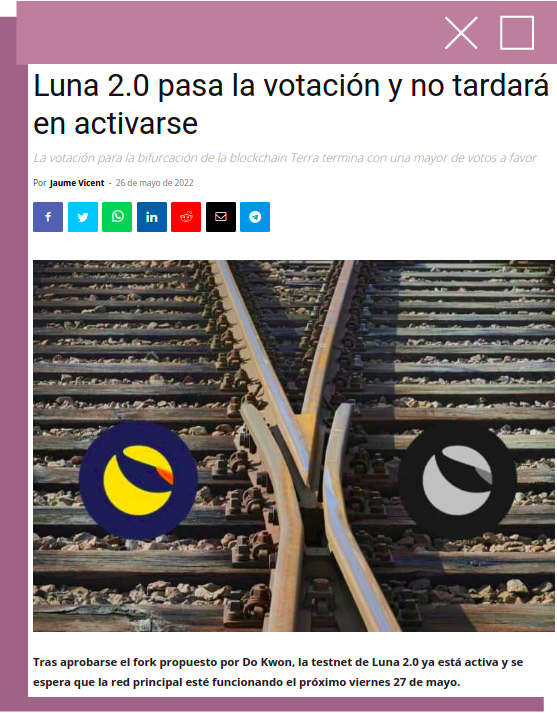 Luna 2.0 pasa la votación y no tardará
en activarse
La votación para la bifurcación de la blockchain Terra termina con una mayor de votos a favor
Por Jaume Vicent - 26 de mayo de 2022
Tras aprobarse el fork propuesto por Do Kwon, la testnet de Luna 2.0 ya está activa y se
espera que la red principal esté funcionando el próximo viernes 27 de mayo.